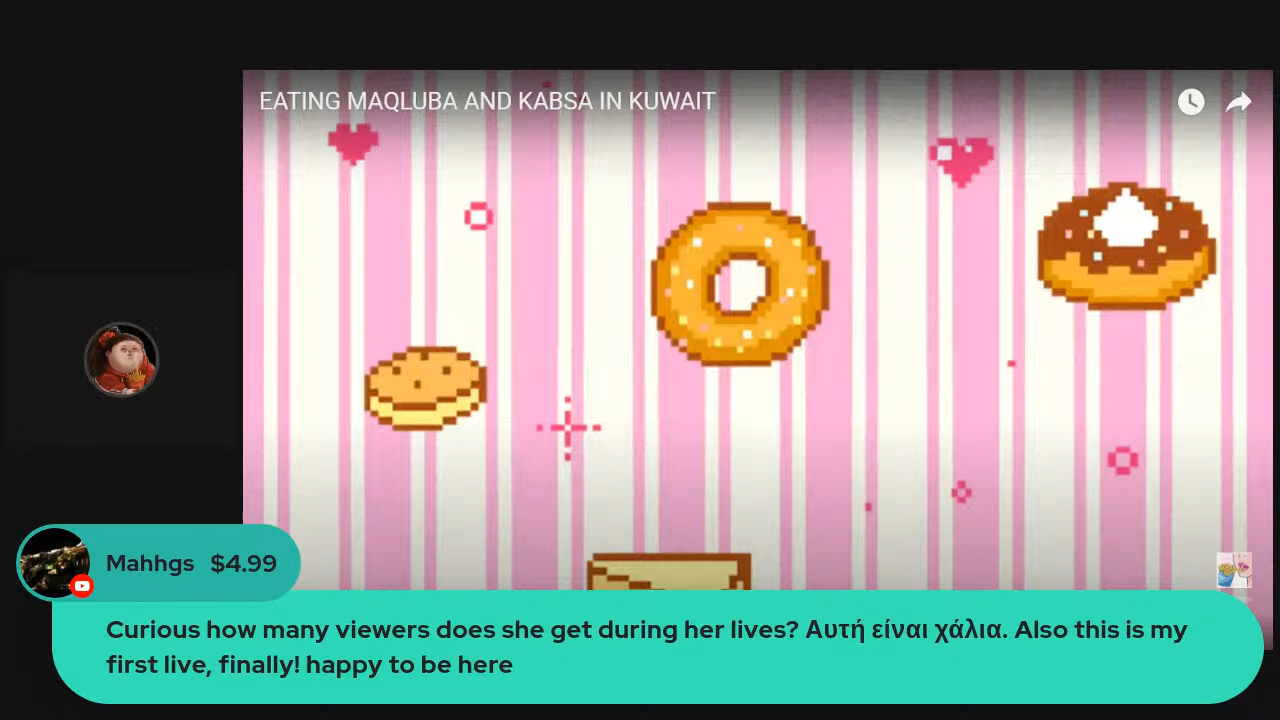 EATING MAQLUBA AND KABSA IN KUWAIT
Mahhgs $4.99
Curious how many viewers does she get during her lives? Αυτή είναι χάλια. Also this is my
first live, finally! happy to be here